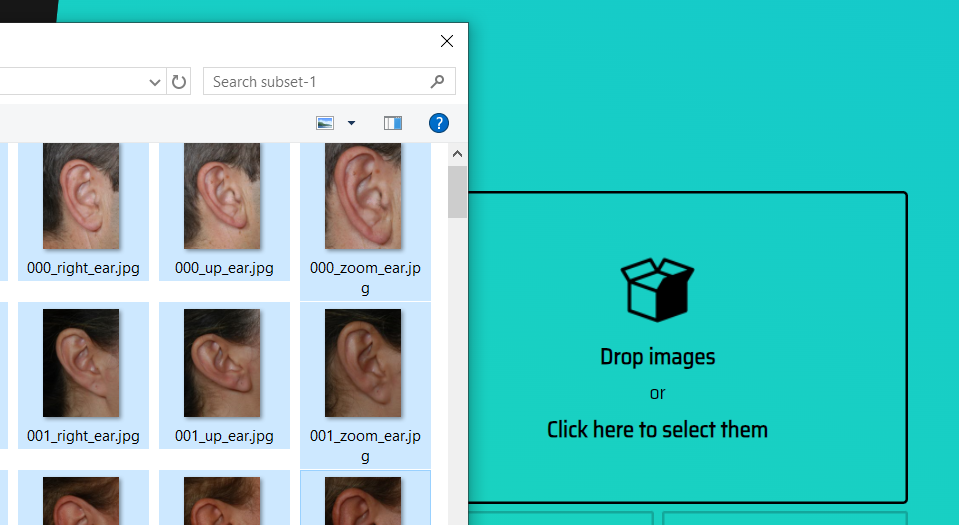 Search subset-1
?
000_right_ear.jpg
000_up_ear.jpg
000_zoom_ear.jp
g
001_right_ear.jpg
001_up_ear.jpg
001_zoom_ear.jp
g
Drop images
or
Click here to select them